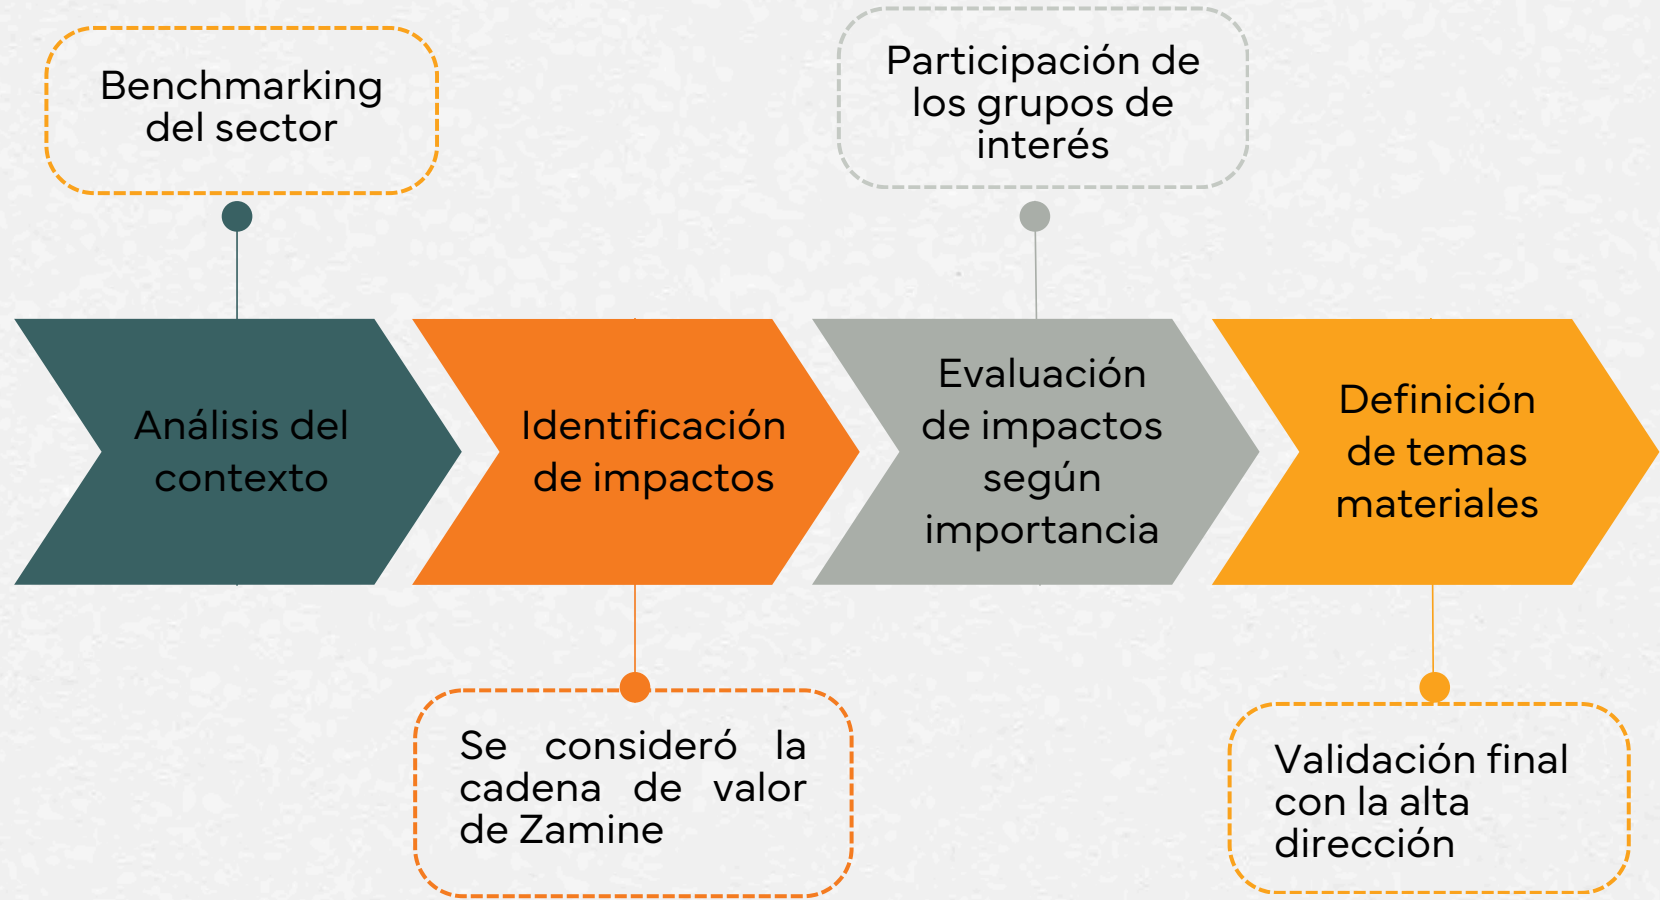 Benchmarking
del sector
Participación de
los grupos de
interés
Análisis del
contexto
Identificación
de impactos
Evaluación
de impactos
según
importancia
Definición
de temas
materiales
Se consideró la
cadena de valor
de Zamine
Validación final
con la alta
dirección